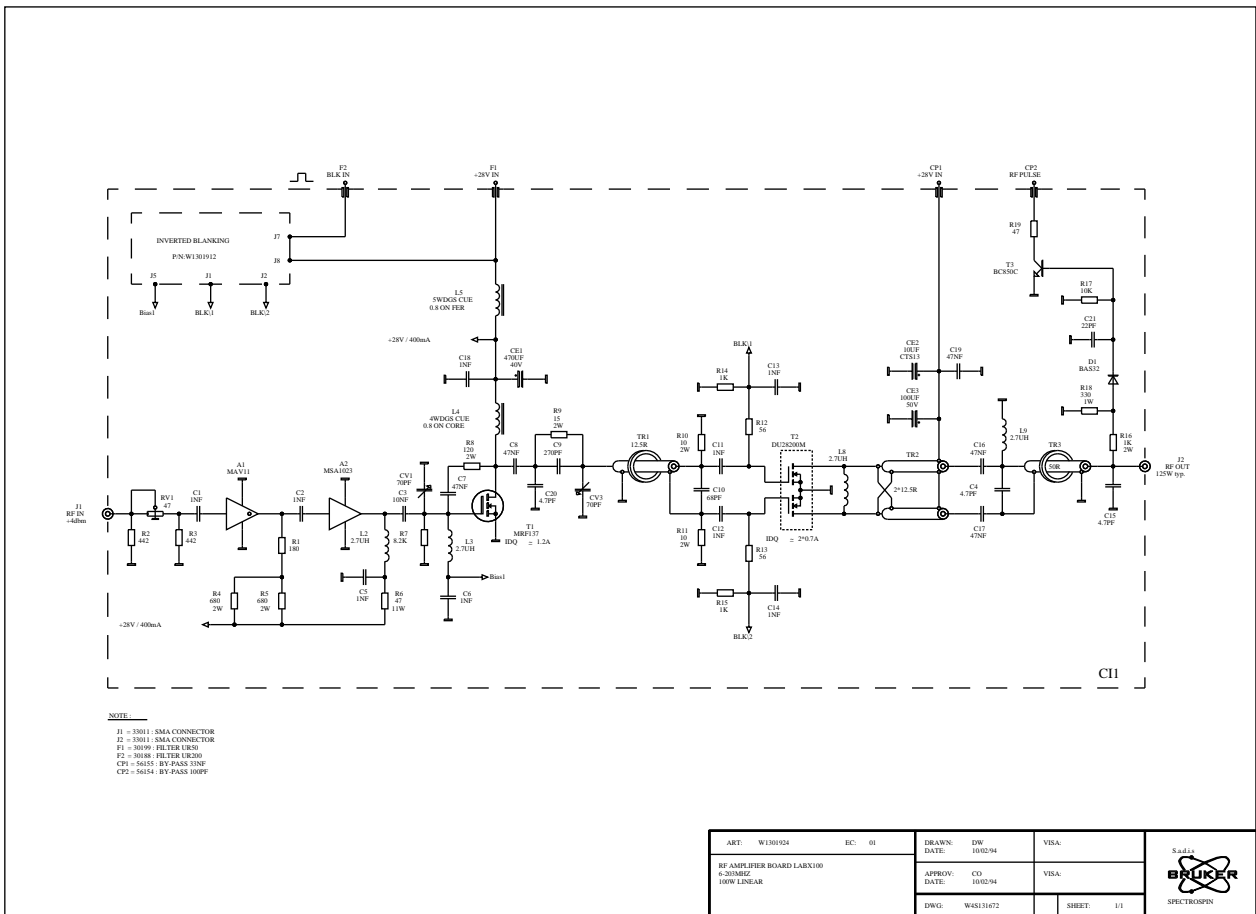 F2
BLK IN
F1
+28V IN
CP1
+28V IN
CP2
RF PULSE
INVERTED BLANKING
P/N:W1301912
J7
J8
J5
J1
J2
Bias1
BLK\1
BLK\2
L5
5WDGS CUE
0.8 ON FER
+28V / 400mA
C18
1NF
CE1
470UF
40V
L4
4WDGS CUE
0.8 ON CORE
R9
15
2W
C9
270PF
R8
120
2W
C8
47NF
C7
47NF
C20
4.7PF
CV3
70PF
A1
MAV11
A2
MSA1023
CV1
70PF
C3
10NF
J1
RF IN
+4dbm
RV1
47
C1
1NF
C2
1NF
R2
442
R3
442
R1
180
L2
2.7UH
R7
8.2K
L3
2.7UH
T1
MRF137
IDQ = 1.2A
Bias1
C5
1NF
C6
1NF
R4
680
2W
R5
680
2W
R6
47
11W
+28V / 400mA
TR1
12.5R
R10
10
2W
C11
1NF
C10
68PF
R11
10
2W
C12
1NF
BLK\1
R14
1K
C13
1NF
R12
56
T2
DU28200M
L8
2.7UH
IDQ = 2*0.7A
R13
56
R15
1K
C14
1NF
BLK\2
CE2
10UF
CTS13
C19
47NF
CE3
100UF
50V
TR2
2*12.5R
C16
47NF
L9
2.7UH
C4
4.7PF
C17
47NF
TR3
50R
R19
47
T3
BC850C
R17
10K
C21
22PF
D1
BAS32
R18
330
1W
R16
1K
2W
J2
RF OUT
125W typ.
C15
4.7PF
CI1
NOTE :
J1 = 33011 : SMA CONNECTOR
J2 = 33011 : SMA CONNECTOR
F1 = 30199 : FILTER UR50
F2 = 30188 : FILTER UR200
CP1 = 56155 : BY-PASS 33NF
CP2 = 56154 : BY-PASS 100PF
ART: W1301924 EC: 01
RF AMPLIFIER BOARD LABX100
6-203MHZ
100W LINEAR
DRAWN: DW
DATE: 10/02/94
VISA:
APPROV: CO
DATE: 10/02/94
VISA:
DWG: W4S131672
SHEET: 1/1
S.a.d.i.s
BRUKER
SPECTROSPIN